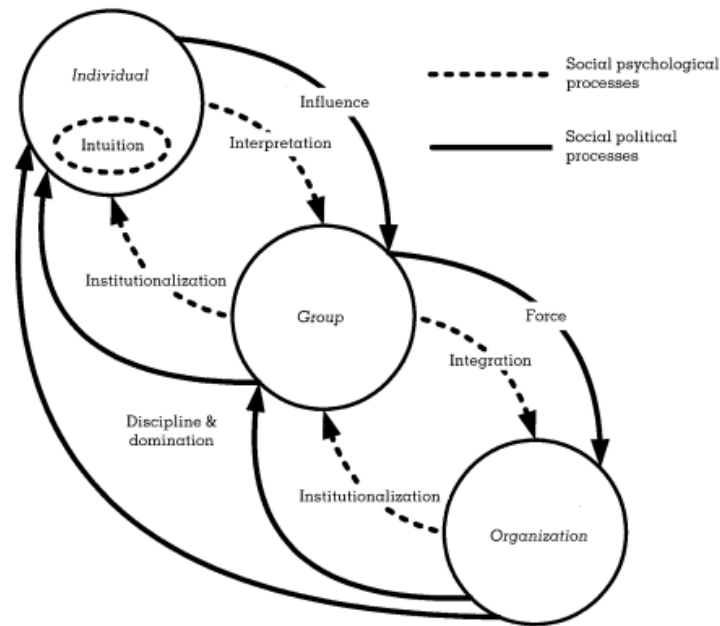 Individual
Intuition
Influence
Interpretation
Social psychological
processes
Social political
processes
Institutionalization
Group
Force
Integration
Discipline &
domination
Institutionalization
Organization